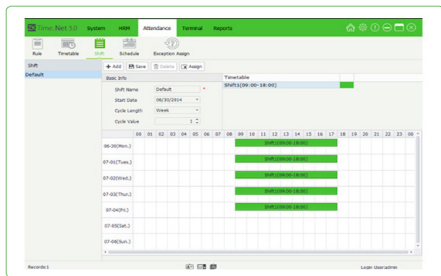 Time.Net 3.0 System HRM Attendance Terminal Reports
Rule Timetable Shift Schedule Exception Assign
Shift
Default
Add Save Delete Assign
Basic Info
Shift Name Default *
Start Date 06/30/2014
Cycle Length Week
Cycle Value 1
Timetable
Shift1(09:00-18:00)
00 01 02 03 04 05 06 07 08 09 10 11 12 13 14 15 16 17 18 19 20 21 22 23 00
06-30(Mon.) Shift1(09:00-18:00)
07-01(Tues.) Shift1(09:00-18:00)
07-02(Wed.) Shift1(09:00-18:00)
07-03(Thur.) Shift1(09:00-18:00)
07-04(Fri.) Shift1(09:00-18:00)
07-05(Sat.)
07-06(Sun.)
Records:1 Login User:admin